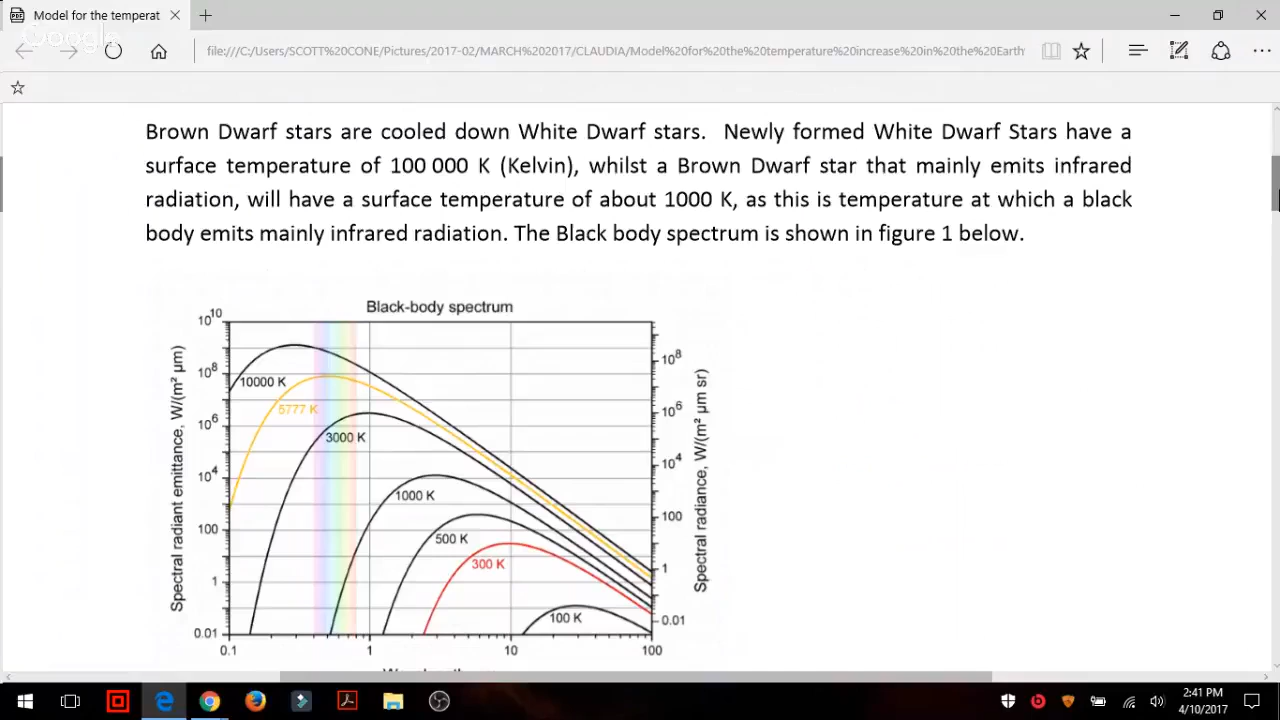 Model for the temperat
Google
file:///C:/Users/SCOTT%20CONE/Pictures/2017-02/MARCH%202017/CLAUDIA/Model%20for%20the%20temperature%20increase%20in%20the%20Earth
Brown Dwarf stars are cooled down White Dwarf stars. Newly formed White Dwarf Stars have a
surface temperature of 100 000 K (Kelvin), whilst a Brown Dwarf star that mainly emits infrared
radiation, will have a surface temperature of about 1000 K, as this is temperature at which a black
body emits mainly infrared radiation. The Black body spectrum is shown in figure 1 below.
Black-body spectrum
Spectral radiant emittance, W/(m² μm)
10¹⁰
10⁸
10⁶
10⁴
100
1
0.01
10000 K
5777 K
3000 K
1000 K
500 K
300 K
100 K
10⁸
10⁶
10⁴
100
1
0.01
Spectral radiance, W/(m² μm sr)
0.1 1 10 100
2:41 PM
4/10/2017